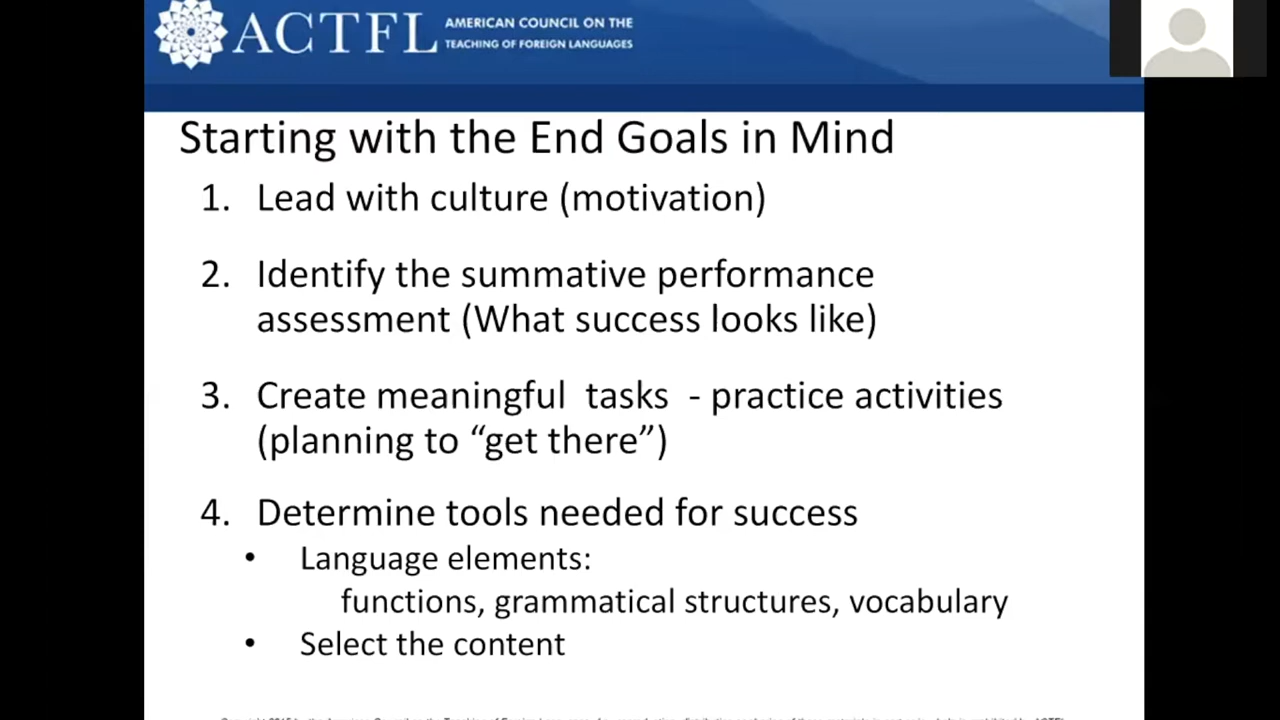 ACTFL
AMERICAN COUNCIL ON THE
TEACHING OF FOREIGN LANGUAGES
Starting with the End Goals in Mind
1. Lead with culture (motivation)
2. Identify the summative performance
assessment (What success looks like)
3. Create meaningful  tasks  - practice activities
(planning to “get there”)
4. Determine tools needed for success
• Language elements:
functions, grammatical structures, vocabulary
• Select the content